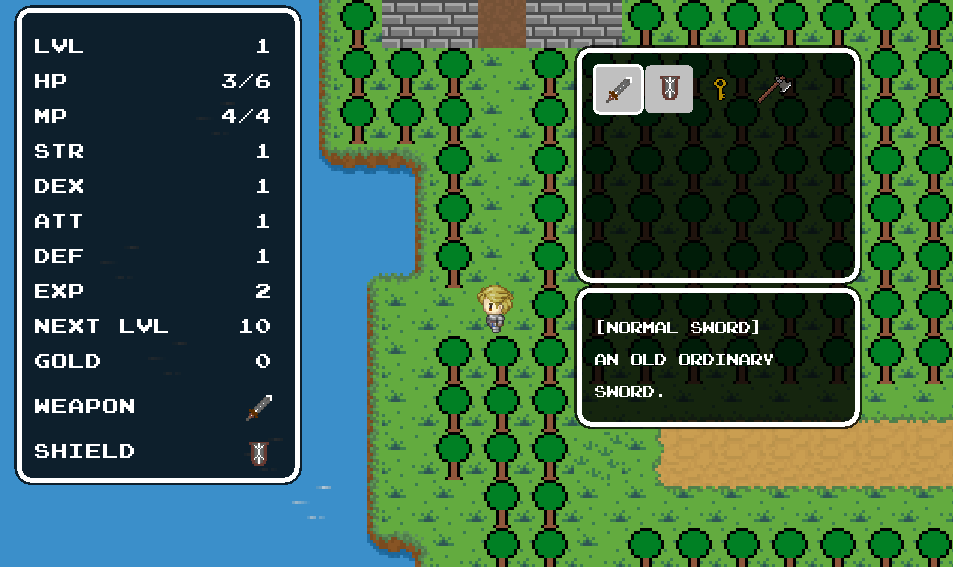 LVL 1
HP 3/6
MP 4/4
STR 1
DEX 1
ATT 1
DEF 1
EXP 2
NEXT LVL 10
GOLD 0
WEAPON
SHIELD
[NORMAL SWORD]
AN OLD ORDINARY
SWORD.